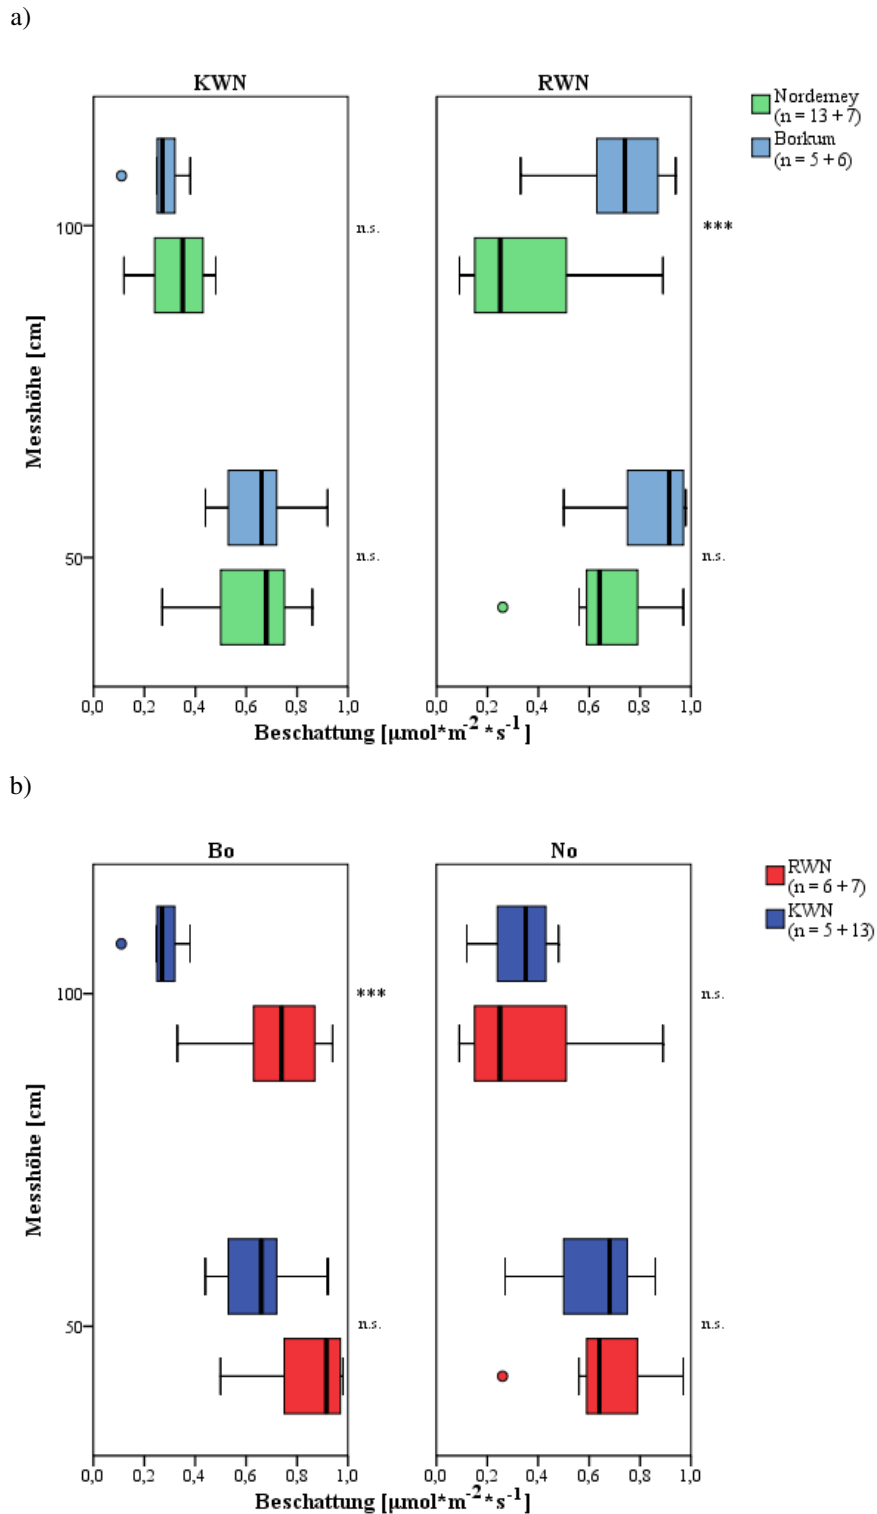 a)
KWN
RWN
Norderney
(n = 13 + 7)
Borkum
(n = 5 + 6)
Messhöhe [cm]
100
n.s.
***
50
n.s.
n.s.
0,0 0,2 0,4 0,6 0,8 1,0
0,0 0,2 0,4 0,6 0,8 1,0
Beschattung [µmol*m⁻²*s⁻¹]
b)
Bo
No
RWN
(n = 6 + 7)
KWN
(n = 5 + 13)
Messhöhe [cm]
100
***
n.s.
50
n.s.
n.s.
0,0 0,2 0,4 0,6 0,8 1,0
0,0 0,2 0,4 0,6 0,8 1,0
Beschattung [µmol*m⁻²*s⁻¹]